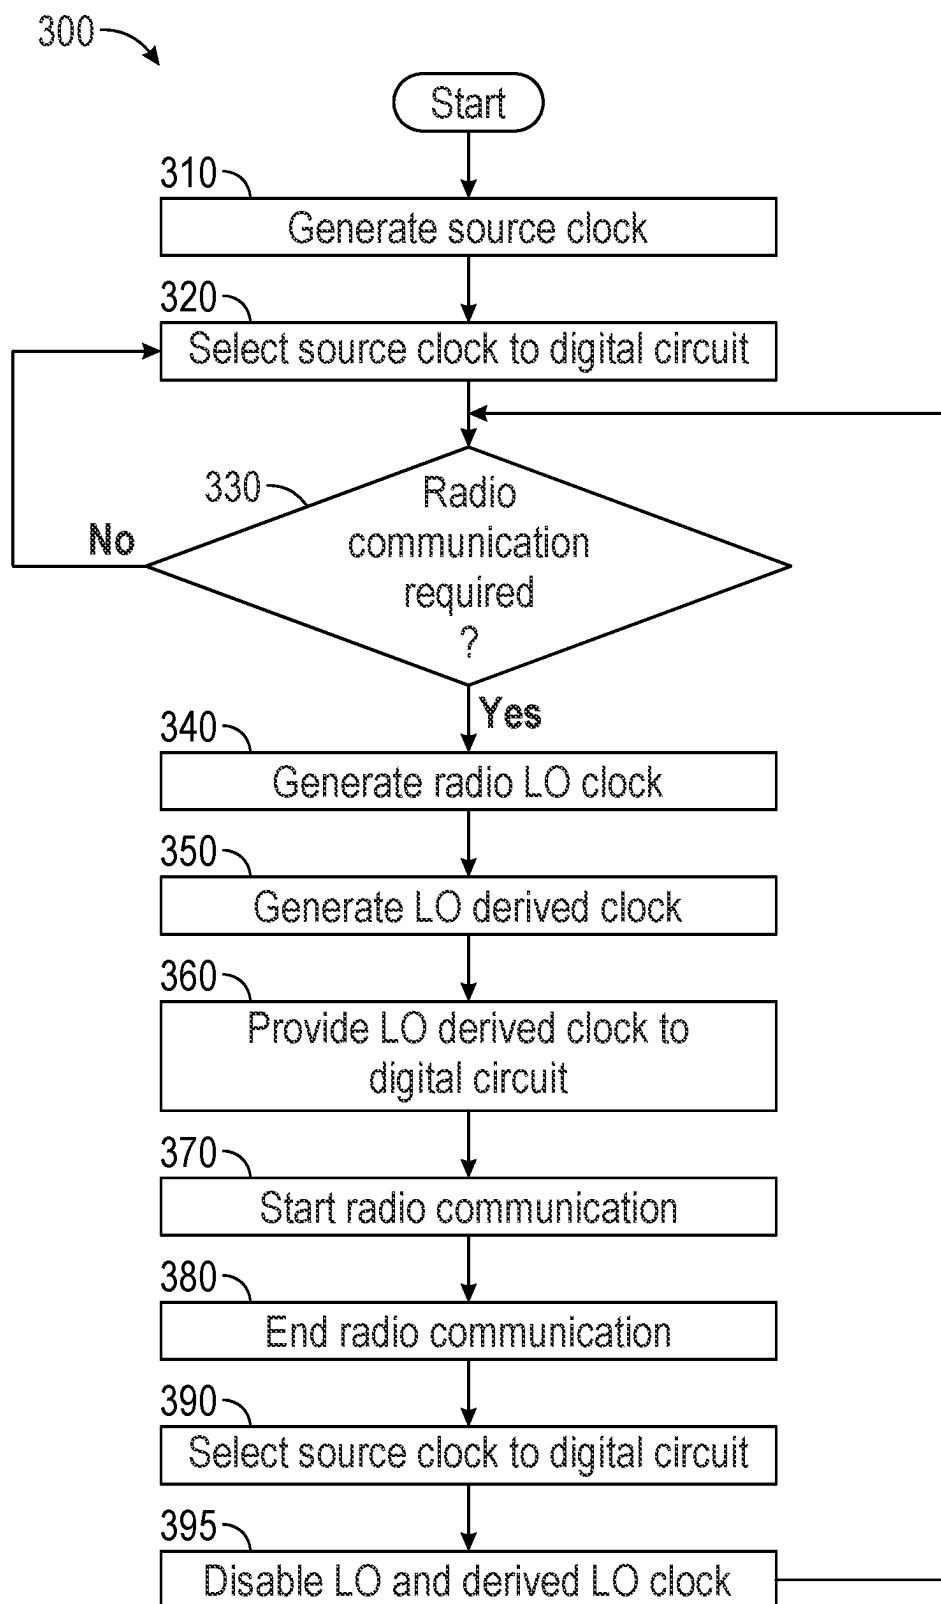 300
Start
310
Generate source clock
320
Select source clock to digital circuit
330
Radio
communication
required
?
No
Yes
340
Generate radio LO clock
350
Generate LO derived clock
360
Provide LO derived clock to
digital circuit
370
Start radio communication
380
End radio communication
390
Select source clock to digital circuit
395
Disable LO and derived LO clock